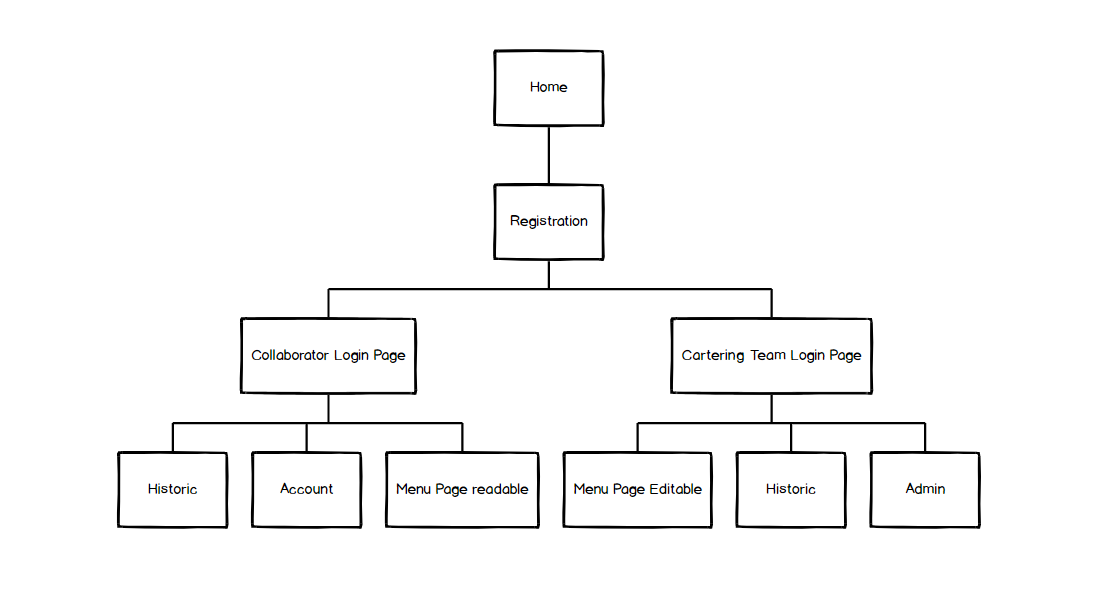 Home
Registration
Collaborator Login Page
Cartering Team Login Page
Historic
Account
Menu Page readable
Menu Page Editable
Historic
Admin